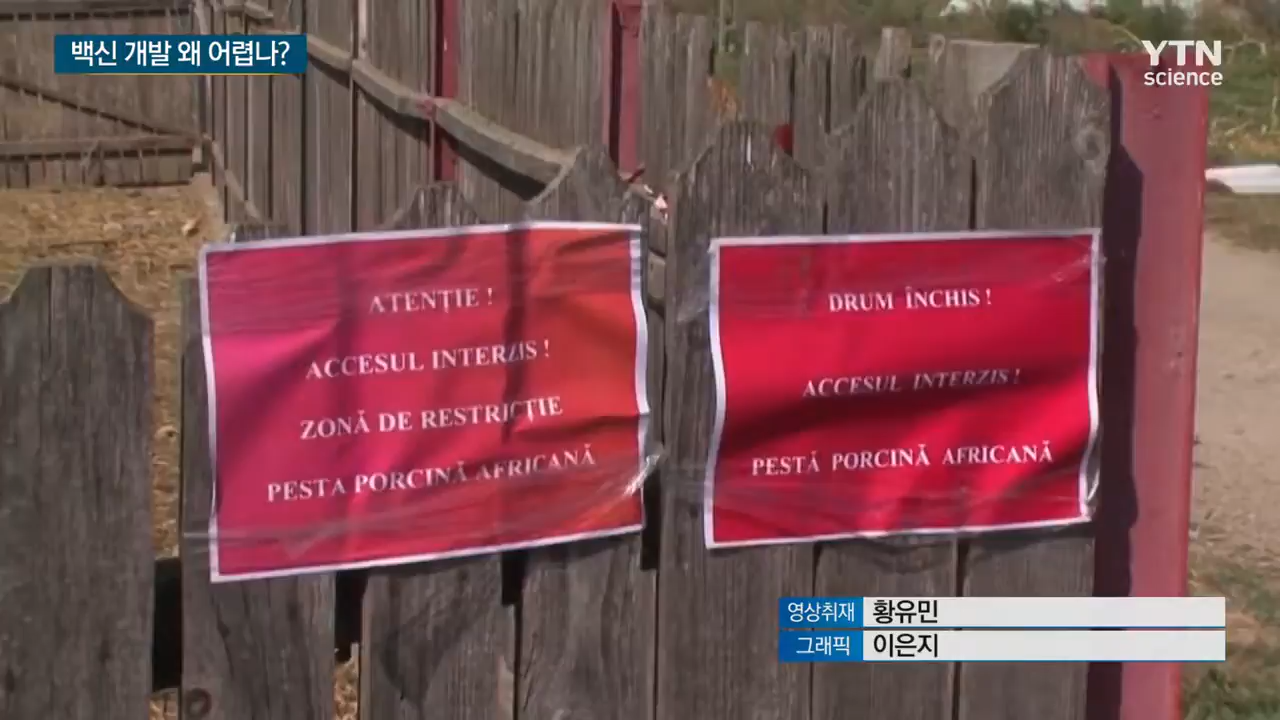 백신 개발 왜 어렵나?
YTN
science
ATENȚIE !
ACCESUL INTERZIS !
ZONĂ DE RESTRICȚIE
PESTA PORCINĂ AFRICANĂ
DRUM ÎNCHIS !
ACCESUL INTERZIS !
PESTĂ PORCINĂ AFRICANĂ
영상취재 황유민
그래픽 이은지